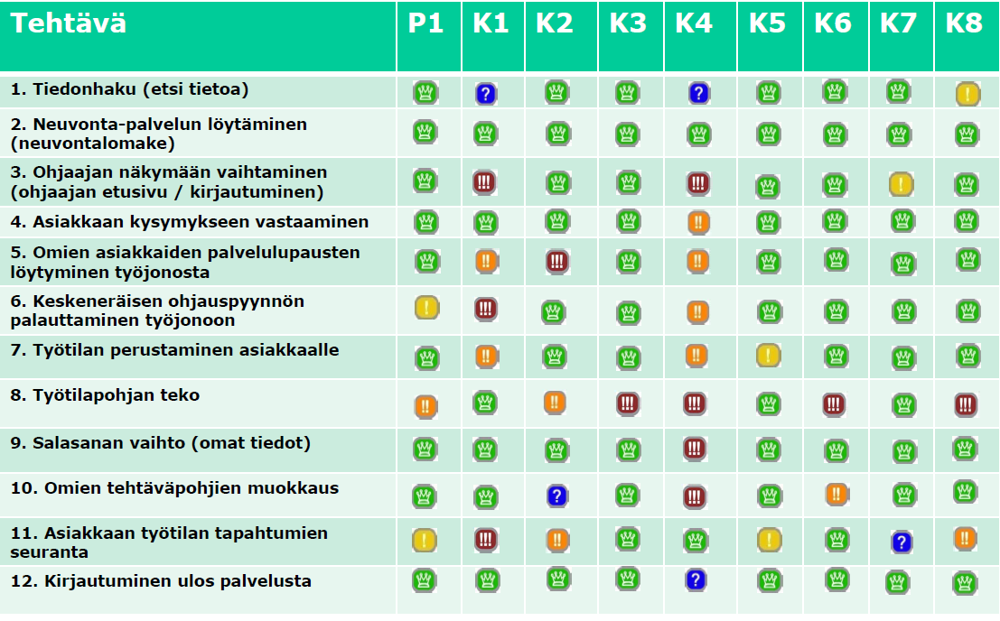 Tehtävä P1 K1 K2 K3 K4 K5 K6 K7 K8
1. Tiedonhaku (etsi tietoa) ? ? !
2. Neuvonta-palvelun löytäminen
(neuvontalomake)
3. Ohjaajan näkymään vaihtaminen
(ohjaajan etusivu / kirjautuminen) !!! !!! !
4. Asiakkaan kysymykseen vastaaminen !!
5. Omien asiakkaiden palvelulupausten
löytyminen työjonosta !! !!! !!
6. Keskeneräisen ohjauspyynnön
palauttaminen työjonoon ! !!! !!
7. Työtilan perustaminen asiakkaalle !! !! !
8. Työtilapohjan teko !! !! !!! !!! !!! !!!
9. Salasanan vaihto (omat tiedot) !!!
10. Omien tehtäväpohjien muokkaus ? !!! !!
11. Asiakkaan työtilan tapahtumien
seuranta ! !!! !! ! ? !!
12. Kirjautuminen ulos palvelusta ?